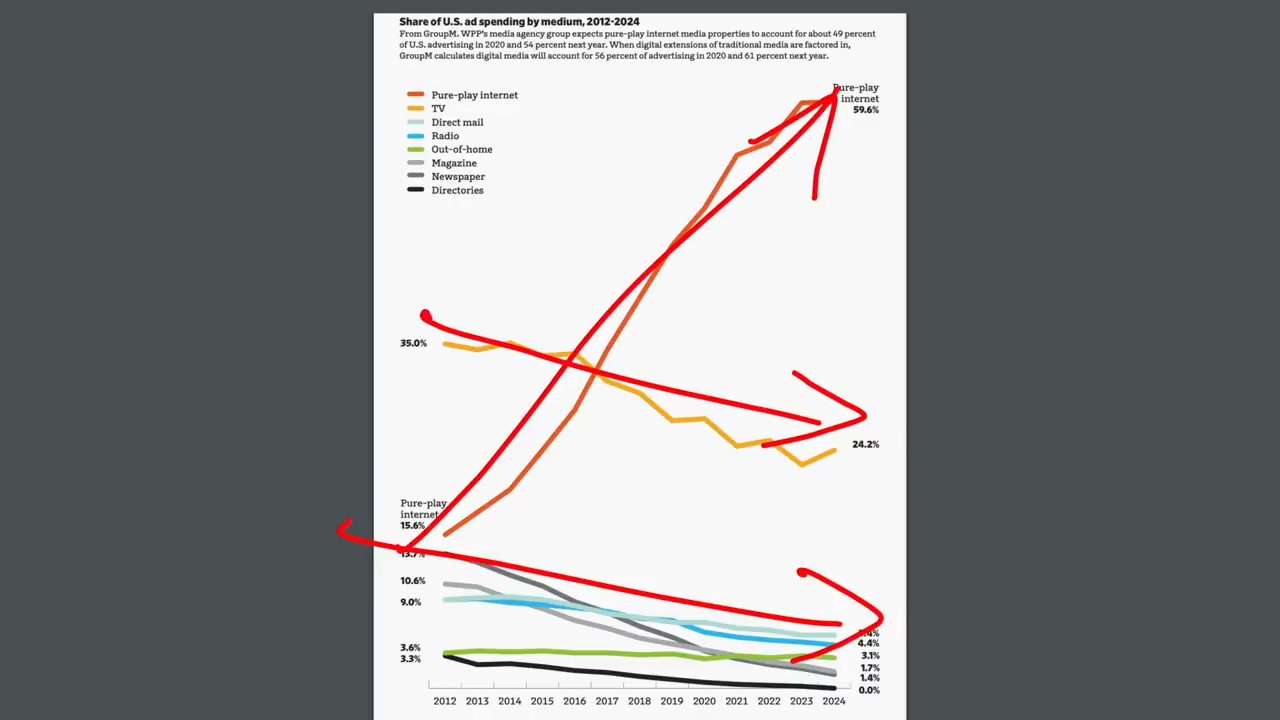 Share of U.S. ad spending by medium, 2012-2024
From GroupM. WPP's media agency group expects pure-play internet media properties to account for about 49 percent
of U.S. advertising in 2020 and 54 percent next year. When digital extensions of traditional media are factored in,
GroupM calculates digital media will account for 56 percent of advertising in 2020 and 61 percent next year.
Pure-play internet
TV
Direct mail
Radio
Out-of-home
Magazine
Newspaper
Directories
Pure-play
internet
59.6%
35.0%
24.2%
Pure-play
internet
15.6%
13.7%
10.6%
9.0%
3.6%
3.3%
4.4%
3.1%
1.7%
1.4%
0.0%
2012 2013 2014 2015 2016 2017 2018 2019 2020 2021 2022 2023 2024